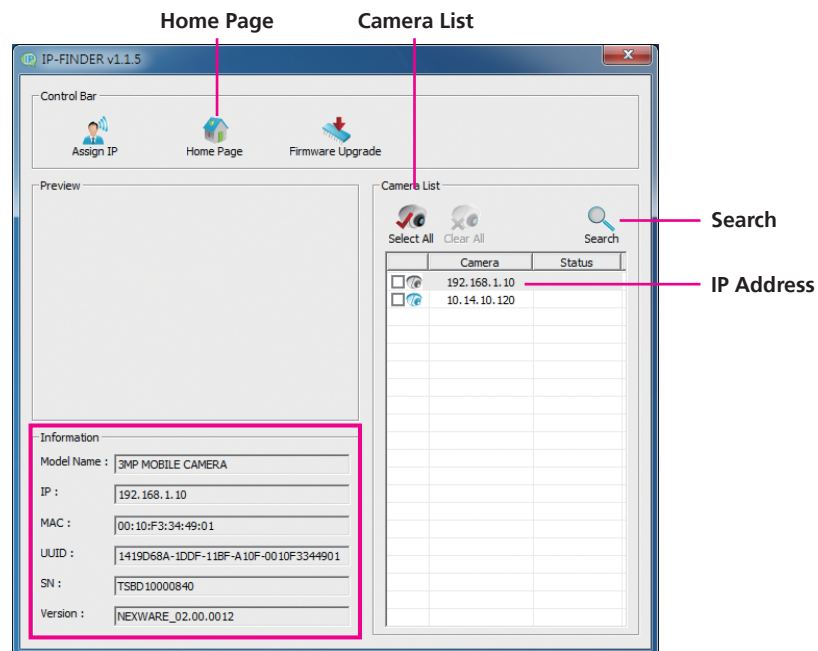 Home Page
Camera List
IP-FINDER v1.1.5
Control Bar
Assign IP
Home Page
Firmware Upgrade
Preview
Camera List
Select All
Clear All
Search
Search
Camera Status
192.168.1.10
IP Address
10.14.10.120
Information
Model Name : 3MP MOBILE CAMERA
IP : 192.168.1.10
MAC : 00:10:F3:34:49:01
UUID : 1419D68A-1DDF-11BF-A10F-0010F3344901
SN : TSBD10000840
Version : NEXWARE_02.00.0012